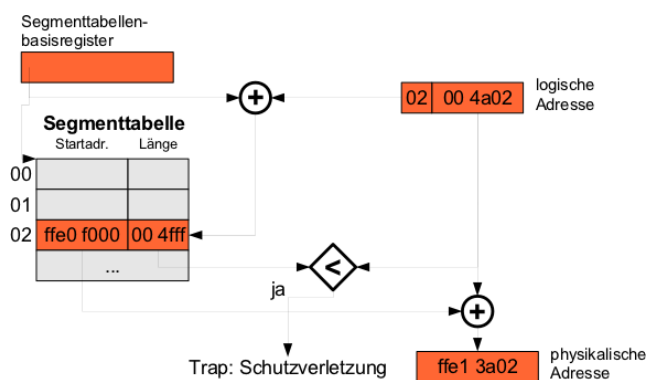 Segmenttabellen-
basisregister
02 00 4a02
logische
Adresse
+
Segmenttabelle
Startadr. Länge
00
01
02 ffe0 f000 00 4fff
...
<
ja
+
Trap: Schutzverletzung
ffe1 3a02
physikalische
Adresse